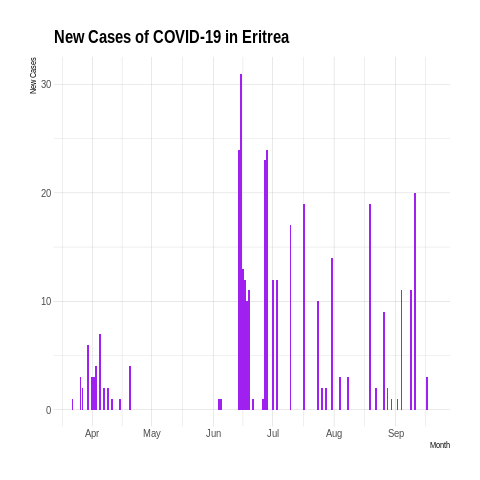 New Cases of COVID-19 in Eritrea
New Cases
30
20
10
0
Apr May Jun Jul Aug Sep
Month